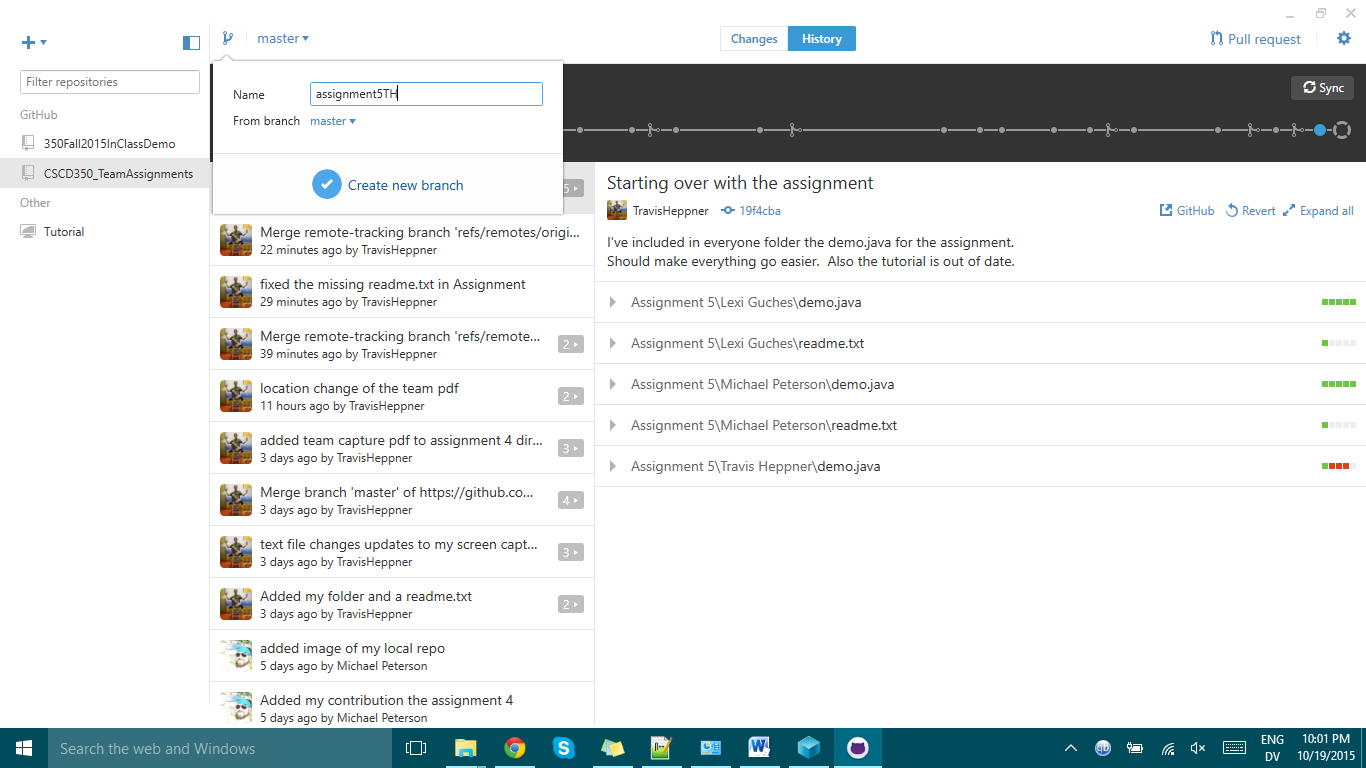 master
Changes
History
Pull request
Filter repositories
GitHub
350Fall2015InClassDemo
CSCD350_TeamAssignments
Other
Tutorial
Name
assignment5TH
From branch
master
Create new branch
Sync
5
Merge remote-tracking branch 'refs/remotes/origi...
22 minutes ago by TravisHeppner
fixed the missing readme.txt in Assignment
29 minutes ago by TravisHeppner
Merge remote-tracking branch 'refs/remote...
39 minutes ago by TravisHeppner
2
location change of the team pdf
11 hours ago by TravisHeppner
2
added team capture pdf to assignment 4 dir...
3 days ago by TravisHeppner
3
Merge branch 'master' of https://github.co...
3 days ago by TravisHeppner
4
text file changes updates to my screen capt...
3 days ago by TravisHeppner
3
Added my folder and a readme.txt
3 days ago by TravisHeppner
2
added image of my local repo
5 days ago by Michael Peterson
Added my contribution the assignment 4
5 days ago by Michael Peterson
Starting over with the assignment
TravisHeppner
19f4cba
GitHub
Revert
Expand all
I've included in everyone folder the demo.java for the assignment.
Should make everything go easier.  Also the tutorial is out of date.
Assignment 5\Lexi Guches\demo.java
Assignment 5\Lexi Guches\readme.txt
Assignment 5\Michael Peterson\demo.java
Assignment 5\Michael Peterson\readme.txt
Assignment 5\Travis Heppner\demo.java
Search the web and Windows
ENG
DV
10:01 PM
10/19/2015